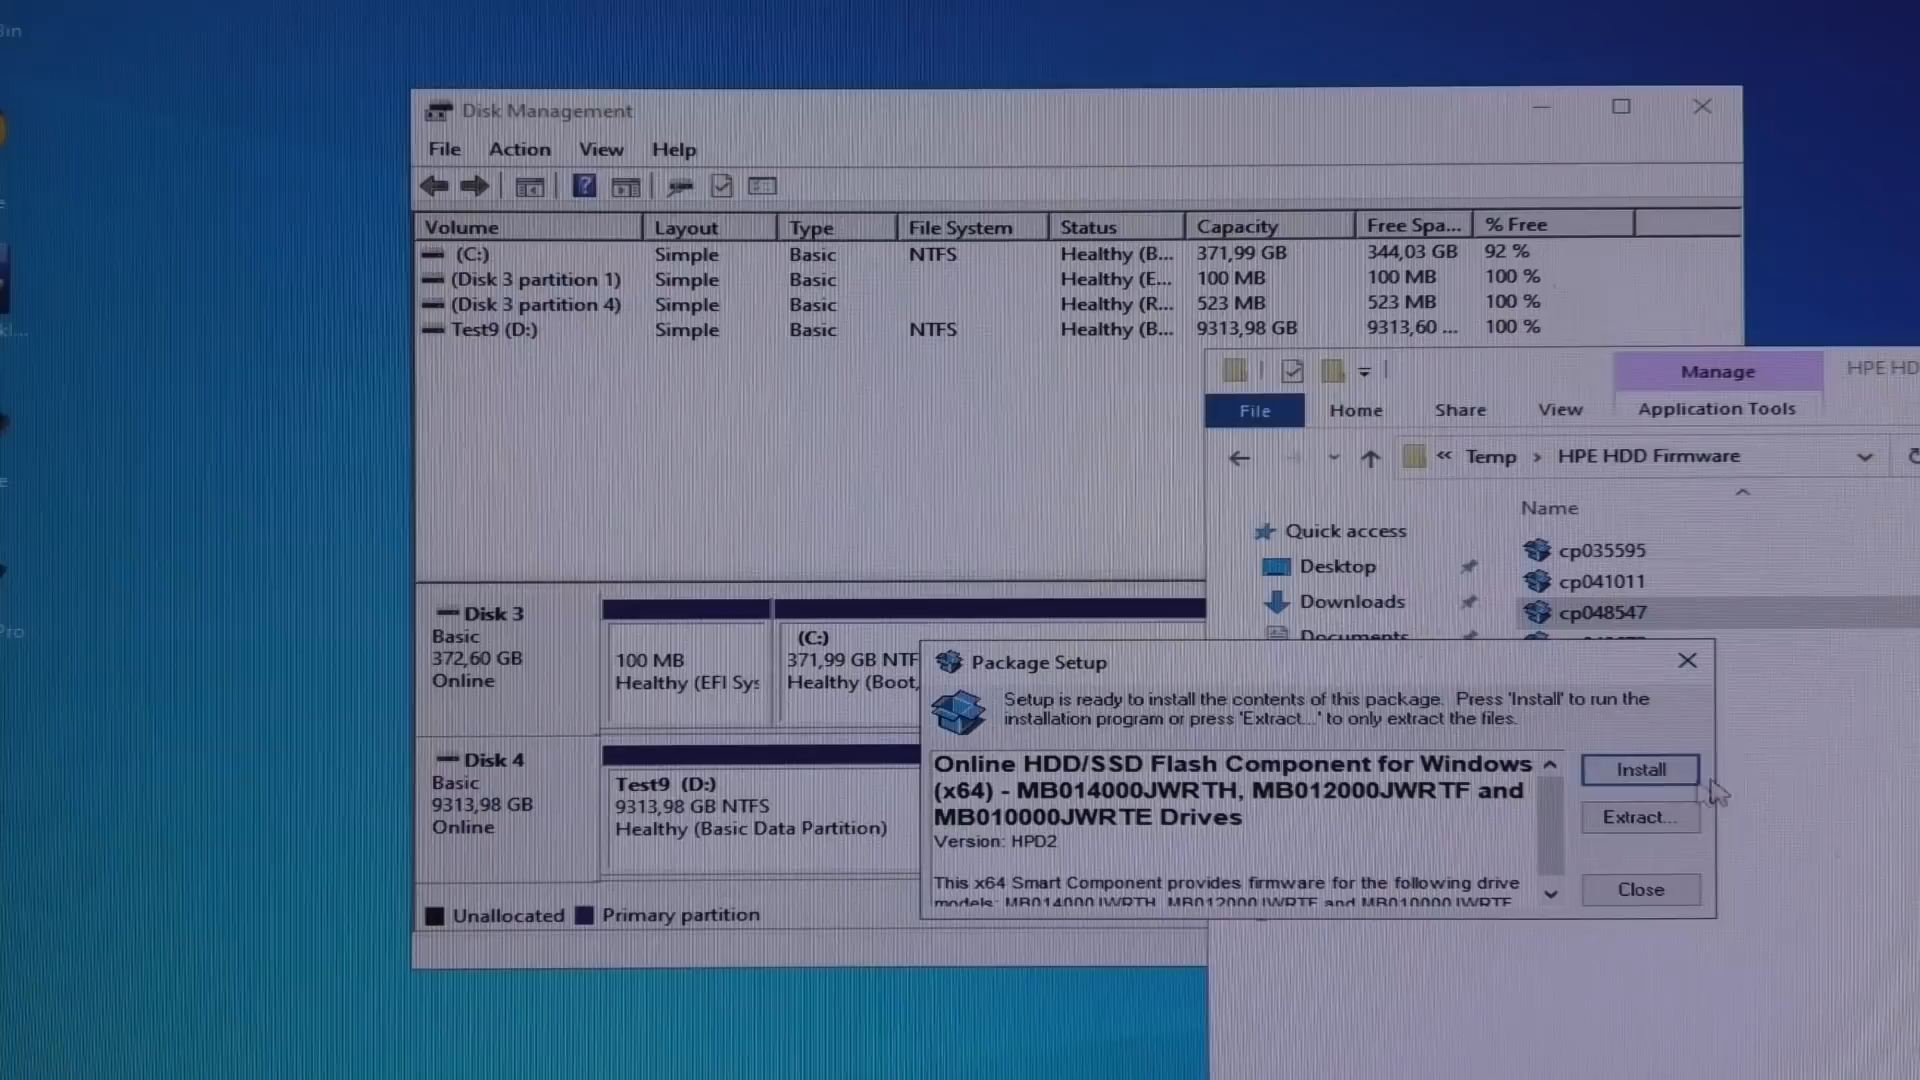 Bin
Disk Management
File Action View Help
Volume Layout Type File System Status Capacity Free Spa... % Free
(C:) Simple Basic NTFS Healthy (B... 371,99 GB 344,03 GB 92 %
(Disk 3 partition 1) Simple Basic Healthy (E... 100 MB 100 MB 100 %
(Disk 3 partition 4) Simple Basic Healthy (R... 523 MB 523 MB 100 %
Test9 (D:) Simple Basic NTFS Healthy (B... 9313,98 GB 9313,60 ... 100 %
Manage HPE HD
File Home Share View Application Tools
« Temp › HPE HDD Firmware
Name
Quick access
Desktop
Downloads
Documents
cp035595
cp041011
cp048547
Disk 3
Basic
372,60 GB
Online
100 MB
Healthy (EFI Sys
(C:)
371,99 GB NTF
Healthy (Boot,
Disk 4
Basic
9313,98 GB
Online
Test9 (D:)
9313,98 GB NTFS
Healthy (Basic Data Partition)
Unallocated Primary partition
Package Setup
Setup is ready to install the contents of this package. Press 'Install' to run the
installation program or press 'Extract...' to only extract the files.
Online HDD/SSD Flash Component for Windows
(x64) - MB014000JWRTH, MB012000JWRTF and
MB010000JWRTE Drives
Version: HPD2
This x64 Smart Component provides firmware for the following drive
models: MB014000JWRTH, MB012000JWRTF and MB010000JWRTE
Install
Extract...
Close
Pro